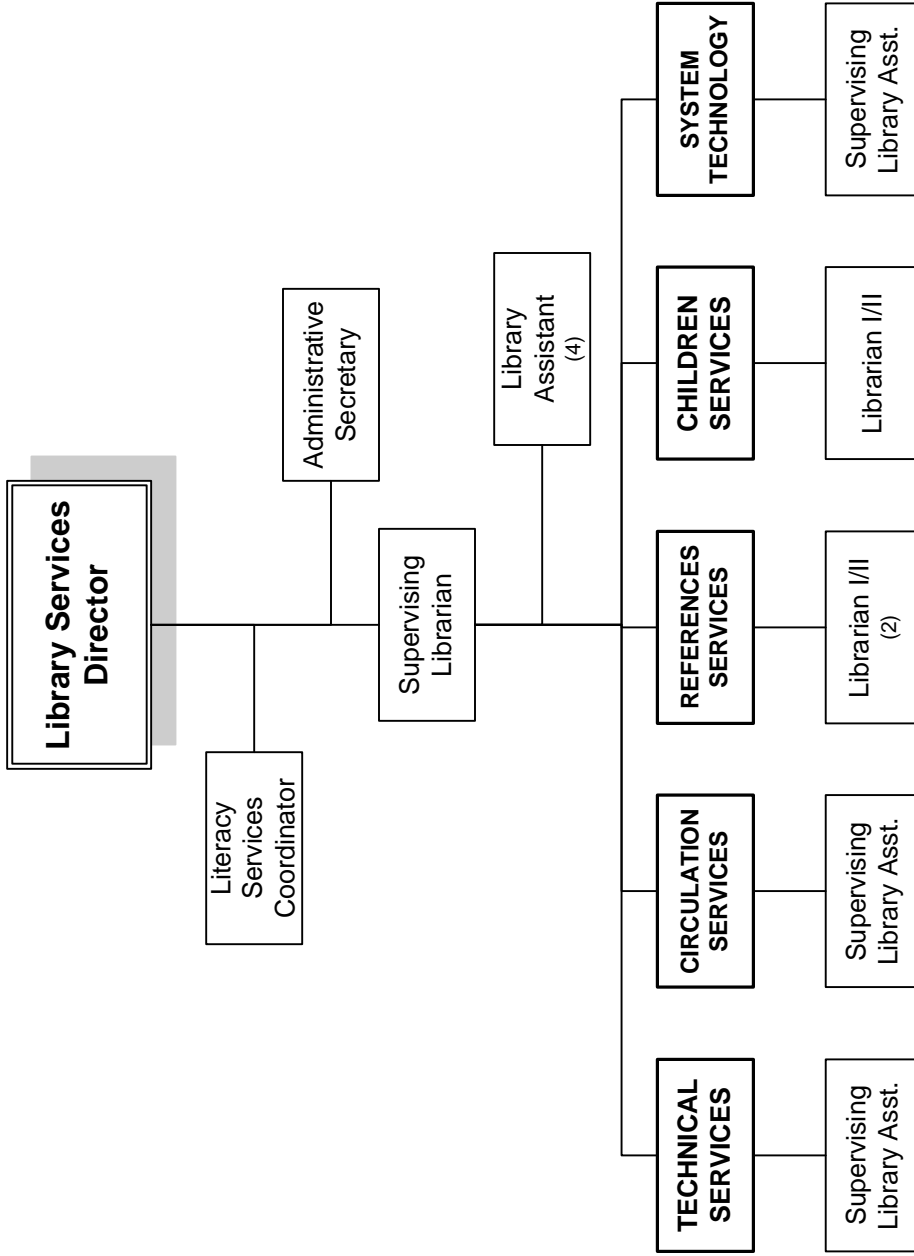 Library Services
Director
Literacy
Services
Coordinator
Administrative
Secretary
Supervising
Librarian
Library
Assistant
(4)
TECHNICAL
SERVICES
CIRCULATION
SERVICES
REFERENCES
SERVICES
CHILDREN
SERVICES
SYSTEM
TECHNOLOGY
Supervising
Library Asst.
Supervising
Library Asst.
Librarian I/II
(2)
Librarian I/II
Supervising
Library Asst.